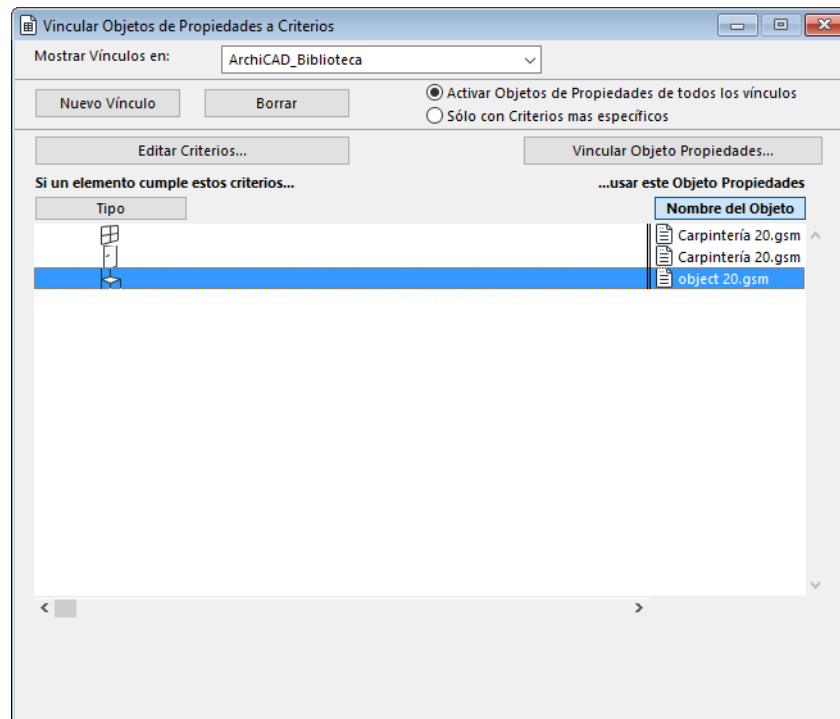 Vincular Objetos de Propiedades a Criterios
Mostrar Vínculos en:
ArchiCAD_Biblioteca
Nuevo Vínculo
Borrar
Activar Objetos de Propiedades de todos los vínculos
Sólo con Criterios mas específicos
Editar Criterios...
Vincular Objeto Propiedades...
Si un elemento cumple estos criterios...
...usar este Objeto Propiedades
Tipo
Nombre del Objeto
Carpintería 20.gsm
Carpintería 20.gsm
object 20.gsm